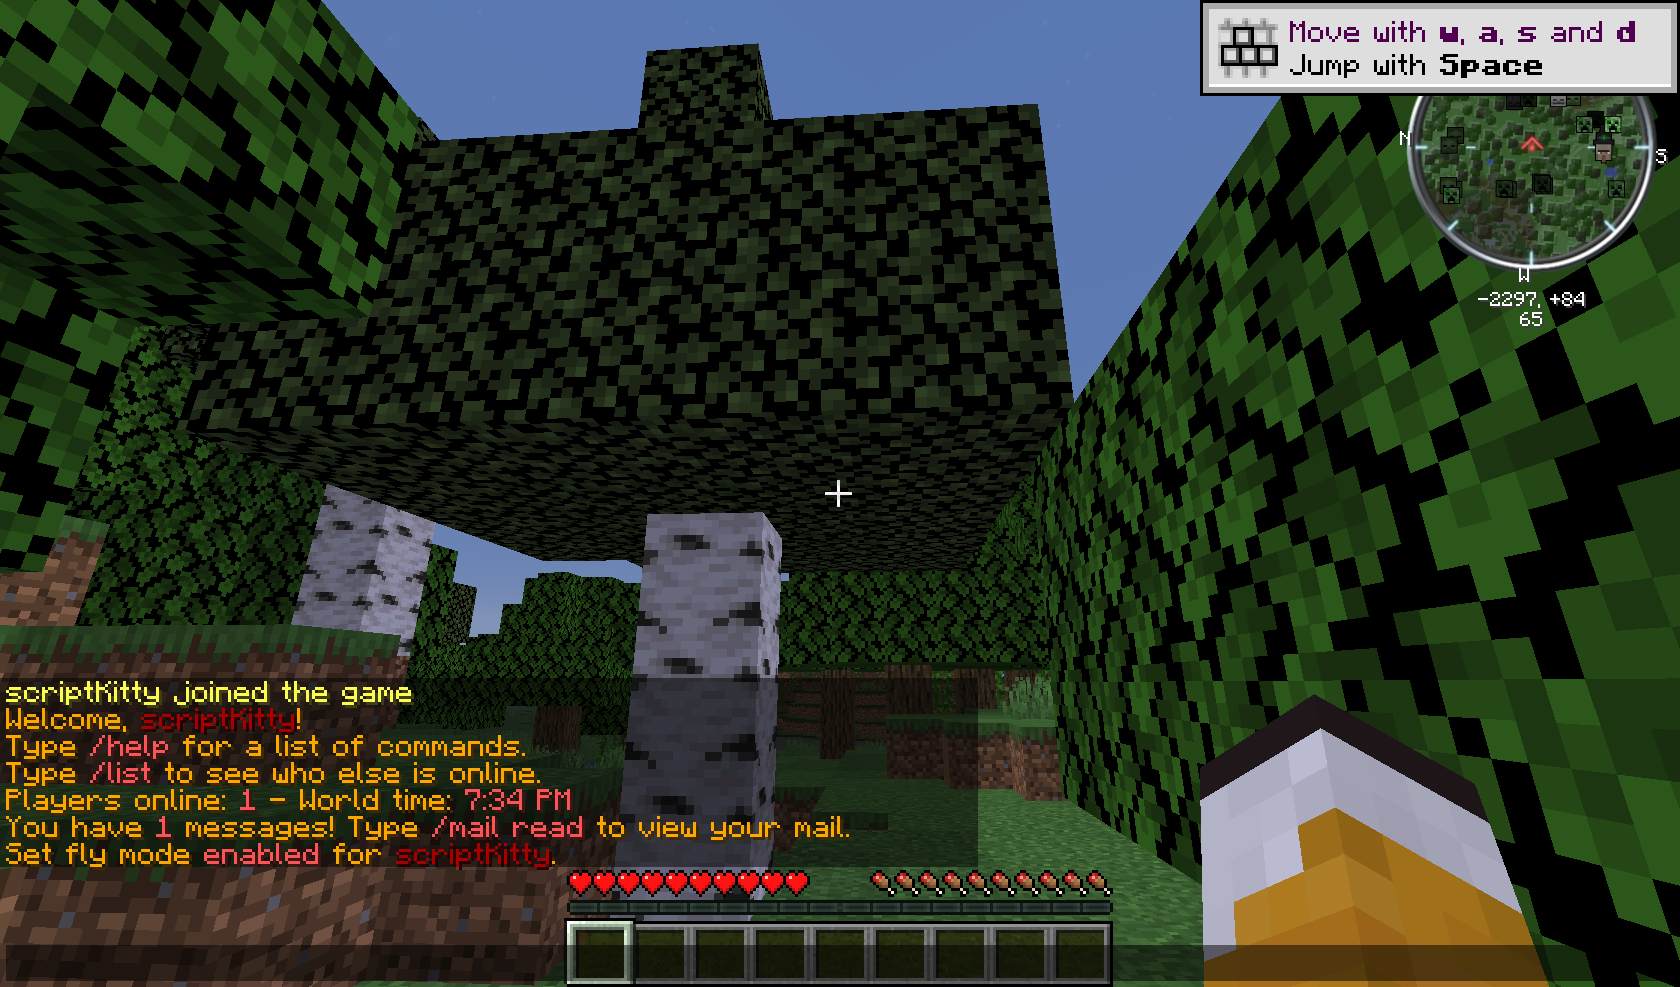 Move with w, a, s and d
Jump with Space
N
S
W
-2297, +84
65
scriptKitty joined the game
Welcome, scriptKitty!
Type /help for a list of commands.
Type /list to see who else is online.
Players online: 1 - World time: 7:34 PM
You have 1 messages! Type /mail read to view your mail.
Set fly mode enabled for scriptKitty.